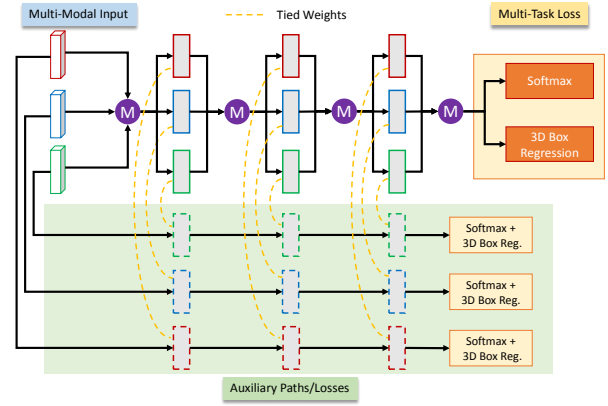 Multi-Modal Input
Tied Weights
Multi-Task Loss
M
M
M
M
Softmax
3D Box
Regression
Softmax +
3D Box Reg.
Softmax +
3D Box Reg.
Softmax +
3D Box Reg.
Auxiliary Paths/Losses